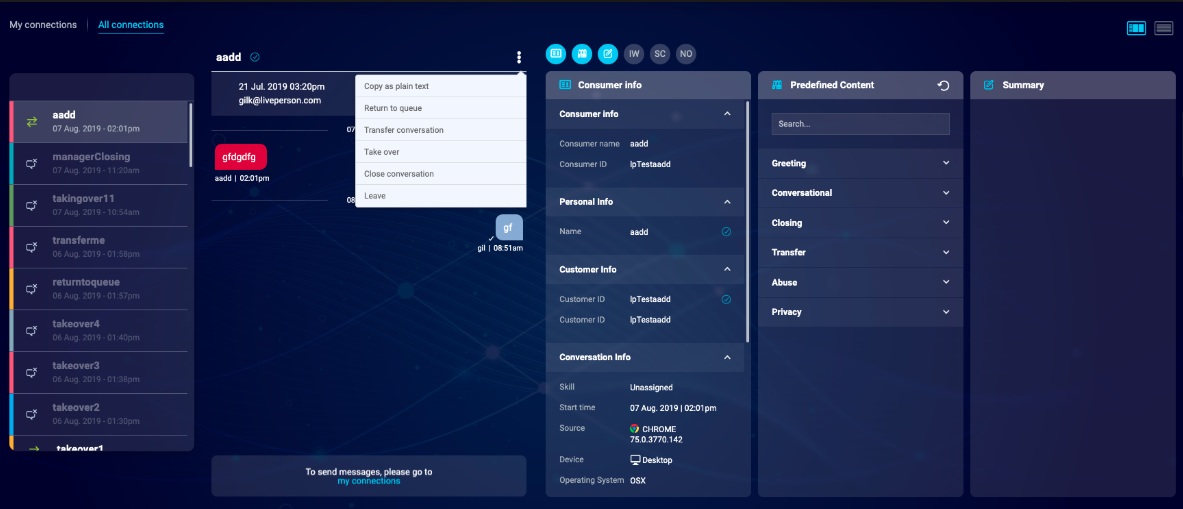 My connections
All connections
aadd
07 Aug. 2019 - 02:01pm
managerClosing
07 Aug. 2019 - 11:20am
takingover11
07 Aug. 2019 - 10:54am
transferme
06 Aug. 2019 - 01:58pm
returntoqueue
06 Aug. 2019 - 01:57pm
takeover4
06 Aug. 2019 - 01:40pm
takeover3
06 Aug. 2019 - 01:38pm
takeover2
06 Aug. 2019 - 01:30pm
takeover1
aadd
21 Jul. 2019 03:20pm
gilk@liveperson.com
07
gfdgdfg
aadd | 02:01pm
08
gf
gil | 08:51am
Copy as plain text
Return to queue
Transfer conversation
Take over
Close conversation
Leave
To send messages, please go to
my connections
IW
SC
NO
Consumer info
Consumer info
Consumer name aadd
Consumer ID lpTestaadd
Personal Info
Name aadd
Customer Info
Customer ID lpTestaadd
Customer ID lpTestaadd
Conversation Info
Skill Unassigned
Start time 07 Aug. 2019 | 02:01pm
Source CHROME
75.0.3770.142
Device Desktop
Operating System OSX
Predefined Content
Search...
Greeting
Conversational
Closing
Transfer
Abuse
Privacy
Summary